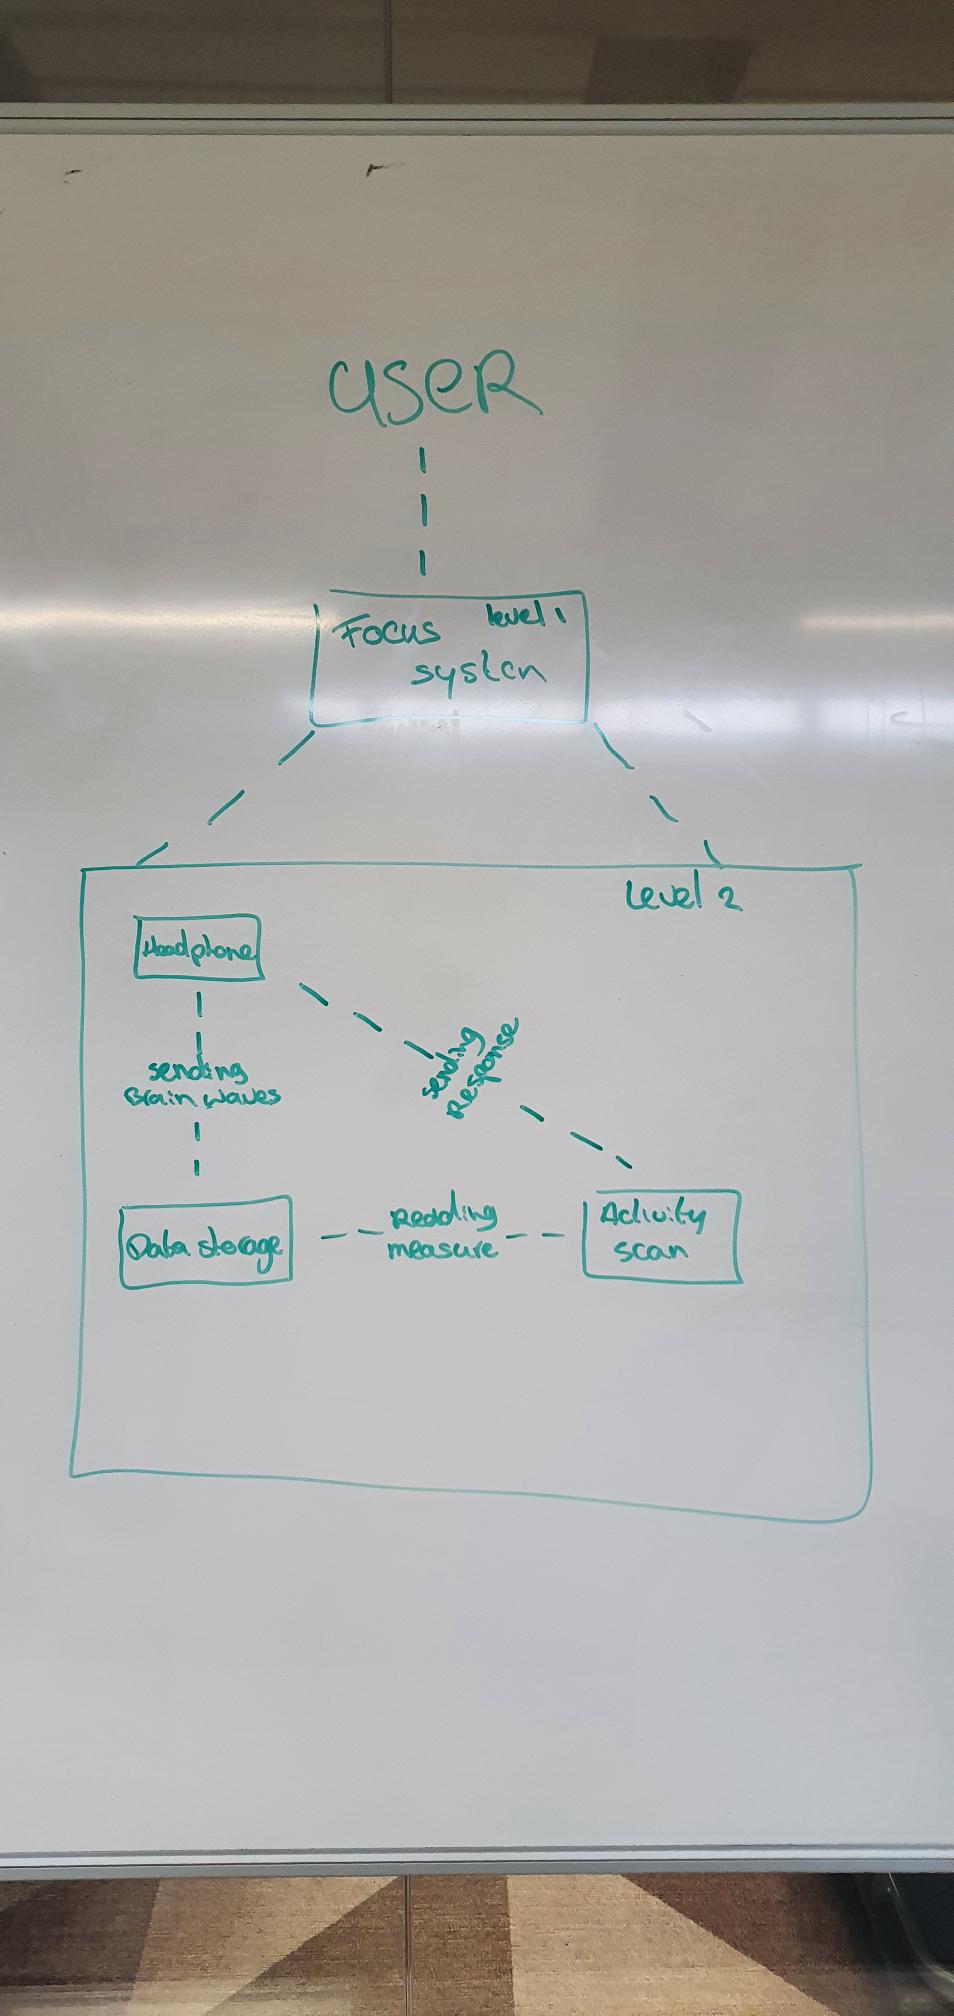 USER
Focus level 1
system
Level 2
Headphone
sending
Brain waves
sending
Response
Data storage
Reading
measure
Activity
scan